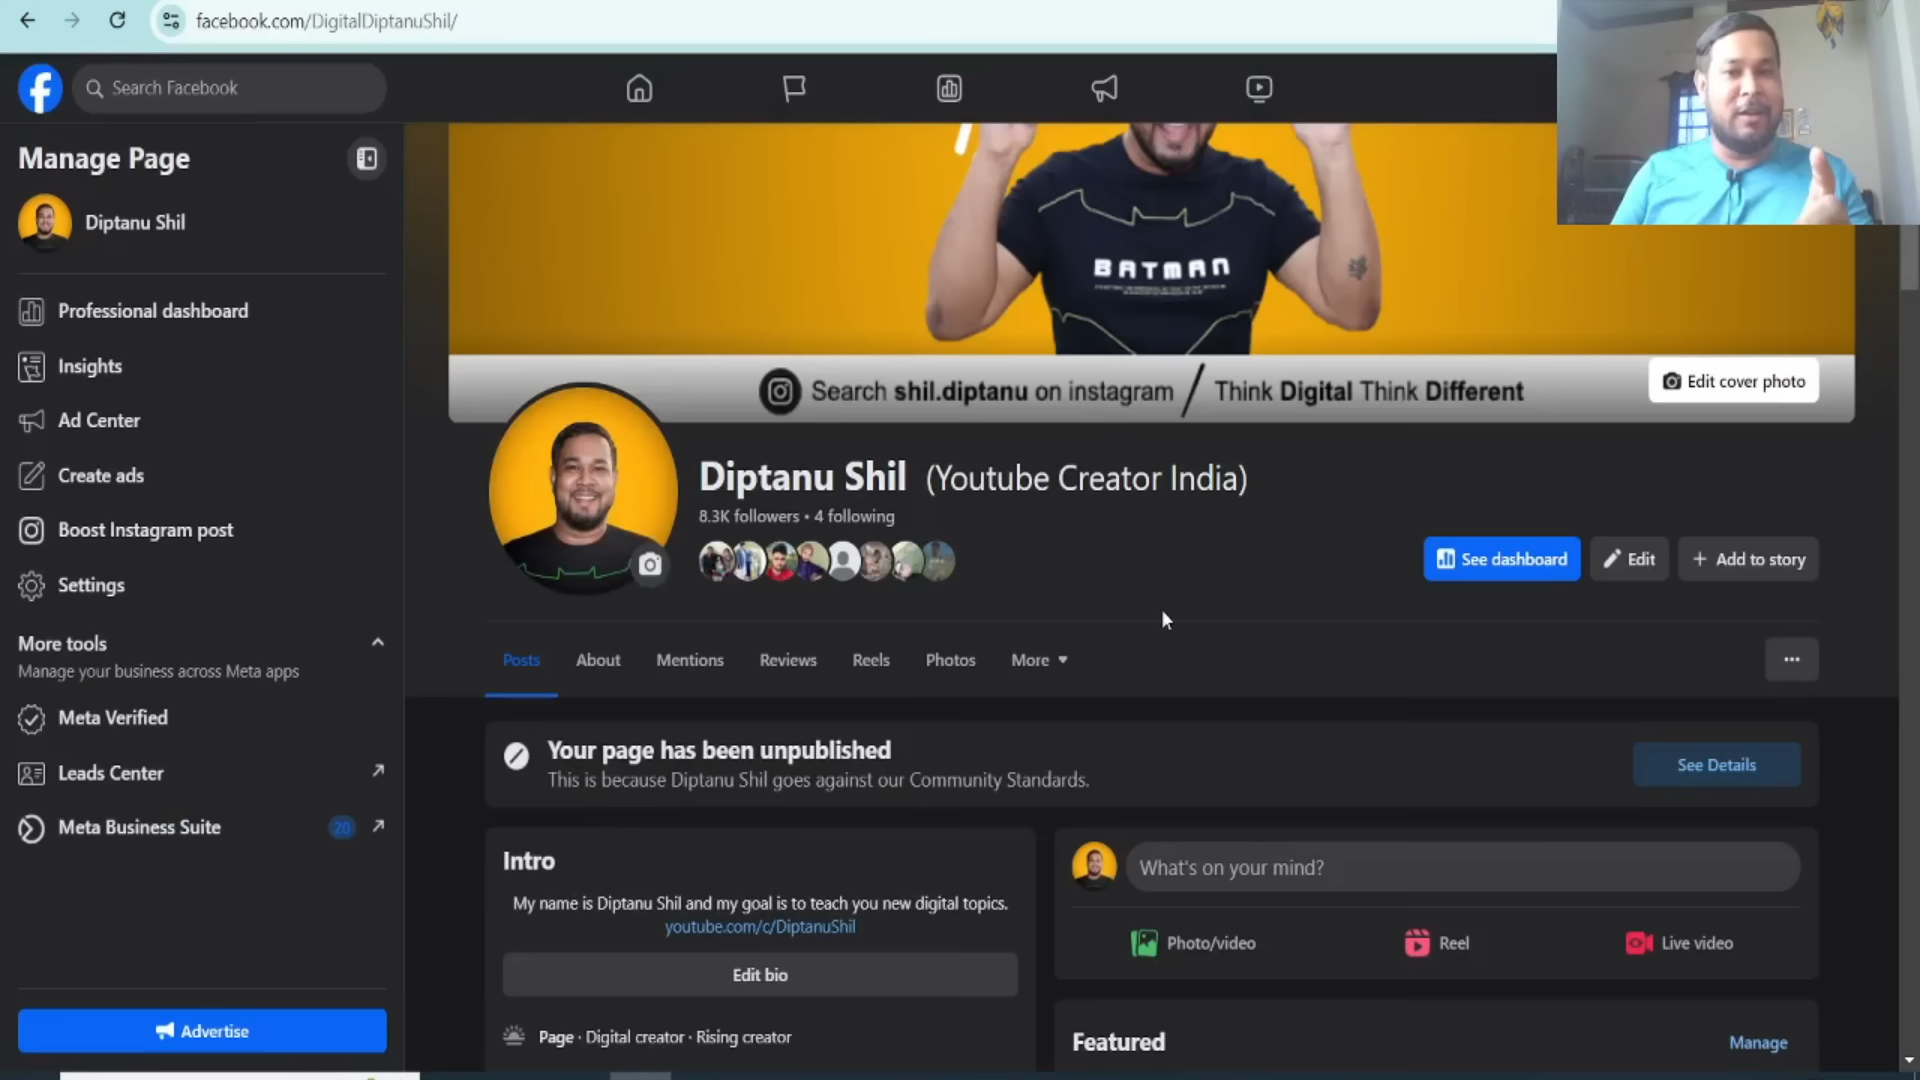 facebook.com/DigitalDiptanuShil/
Search Facebook
Manage Page
Diptanu Shil
Professional dashboard
Insights
Ad Center
Create ads
Boost Instagram post
Settings
More tools
Manage your business across Meta apps
Meta Verified
Leads Center
Meta Business Suite 20
Advertise
BATMAN
Search shil.diptanu on instagram / Think Digital Think Different
Edit cover photo
Diptanu Shil (Youtube Creator India)
8.3K followers • 4 following
See dashboard
Edit
+ Add to story
Posts About Mentions Reviews Reels Photos More
Your page has been unpublished
This is because Diptanu Shil goes against our Community Standards.
See Details
Intro
My name is Diptanu Shil and my goal is to teach you new digital topics.
youtube.com/c/DiptanuShil
Edit bio
Page · Digital creator · Rising creator
What's on your mind?
Photo/video Reel Live video
Featured
Manage